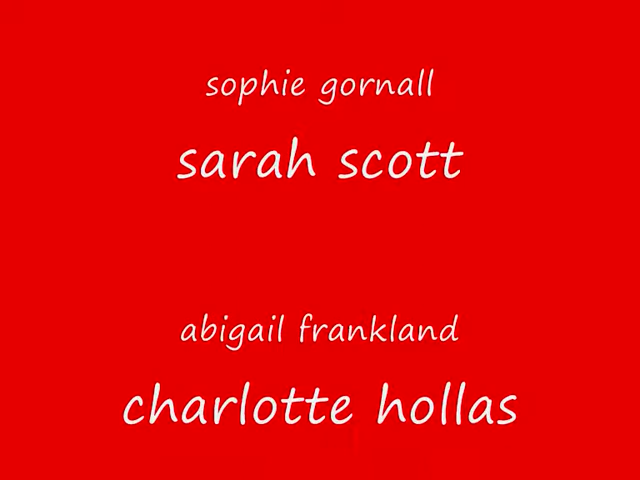 sophie gornall
sarah scott
abigail frankland
charlotte hollas